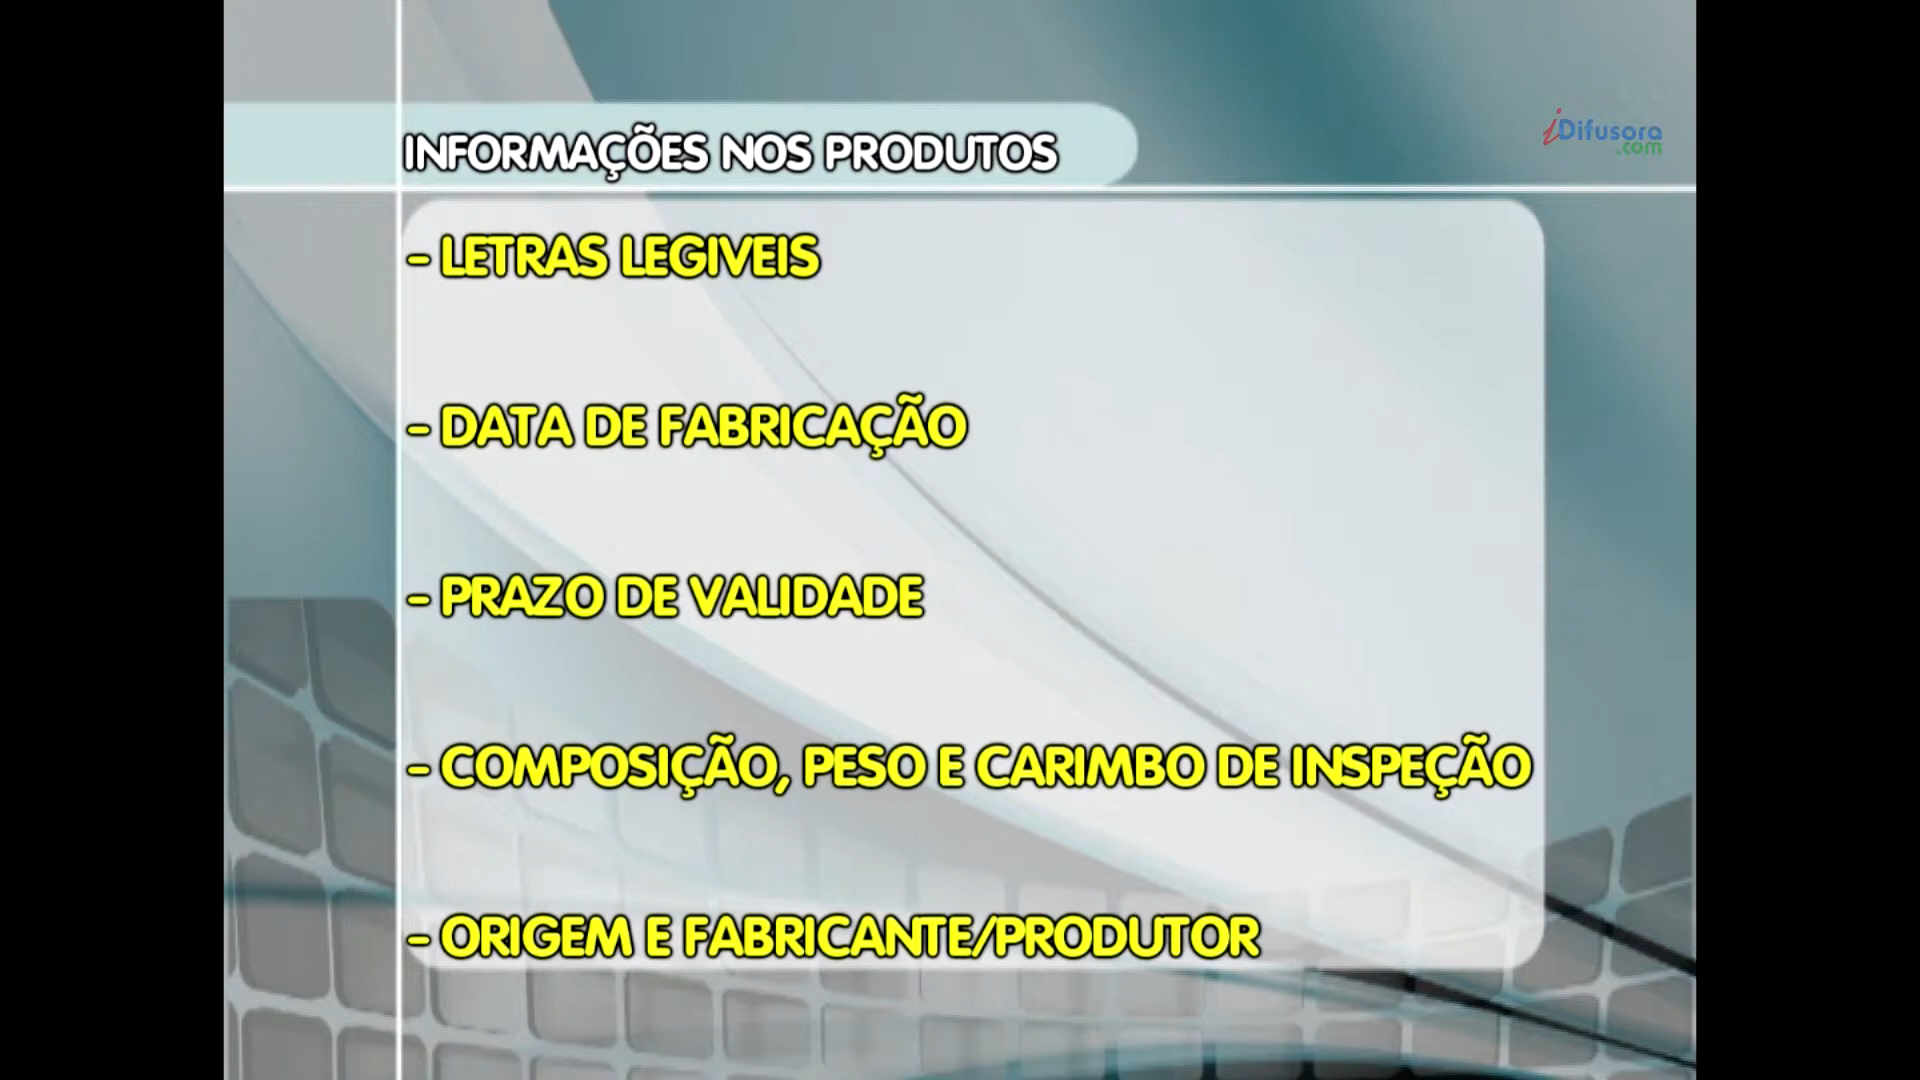 iDifusora
.com
INFORMAÇÕES NOS PRODUTOS
- LETRAS LEGIVEIS
- DATA DE FABRICAÇÃO
- PRAZO DE VALIDADE
- COMPOSIÇÃO, PESO E CARIMBO DE INSPEÇÃO
- ORIGEM E FABRICANTE/PRODUTOR